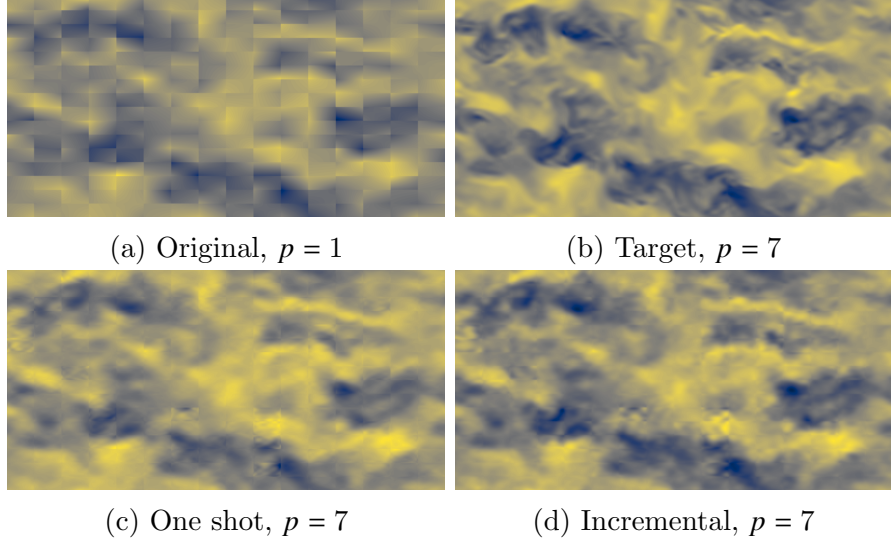 (a) Original, p = 1
(b) Target, p = 7
(c) One shot, p = 7
(d) Incremental, p = 7